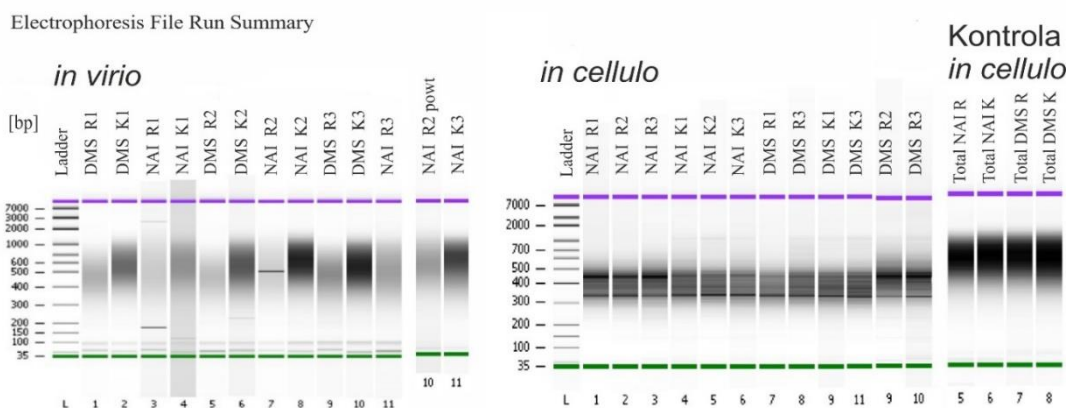 Electrophoresis File Run Summary
in virio
[bp]
Ladder
DMS R1
DMS K1
NAI R1
NAI K1
DMS R2
DMS K2
NAI R2
NAI K2
DMS R3
DMS K3
NAI R3
NAI R2 powt
NAI K3
7000
3000
2000
1000
600
500
400
300
200
150
100
35
L 1 2 3 4 5 6 7 8 9 10 11
10 11
in cellulo
Ladder
NAI R1
NAI R2
NAI R3
NAI K1
NAI K2
NAI K3
DMS R1
DMS R3
DMS K1
DMS K3
DMS R2
DMS R3
7000
2000
700
500
400
300
200
100
35
L 1 2 3 4 5 6 7 8 9 11 9 10
Kontrola
in cellulo
Total NAI R
Total NAI K
Total DMS R
Total DMS K
5 6 7 8